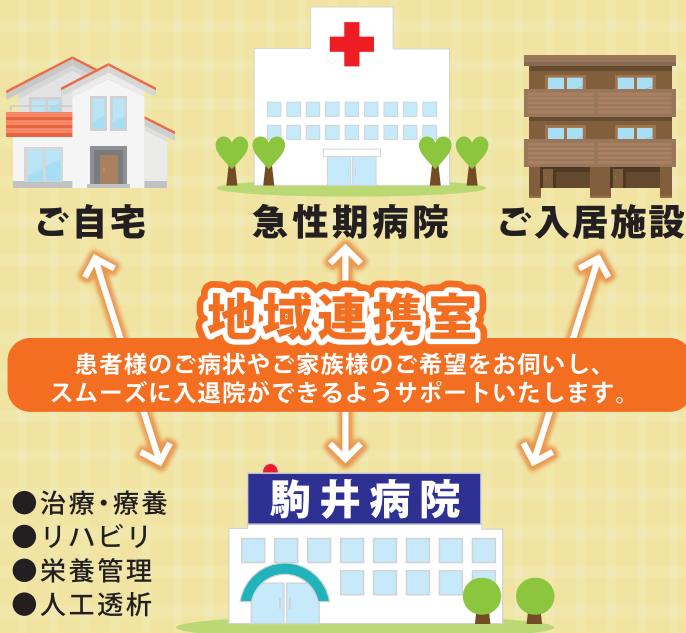 ご自宅
急性期病院
ご入居施設
地域連携室
患者様のご病状やご家族様のご希望をお伺いし、
スムーズに入退院ができるようサポートいたします。
駒井病院
●治療・療養
●リハビリ
●栄養管理
●人工透析